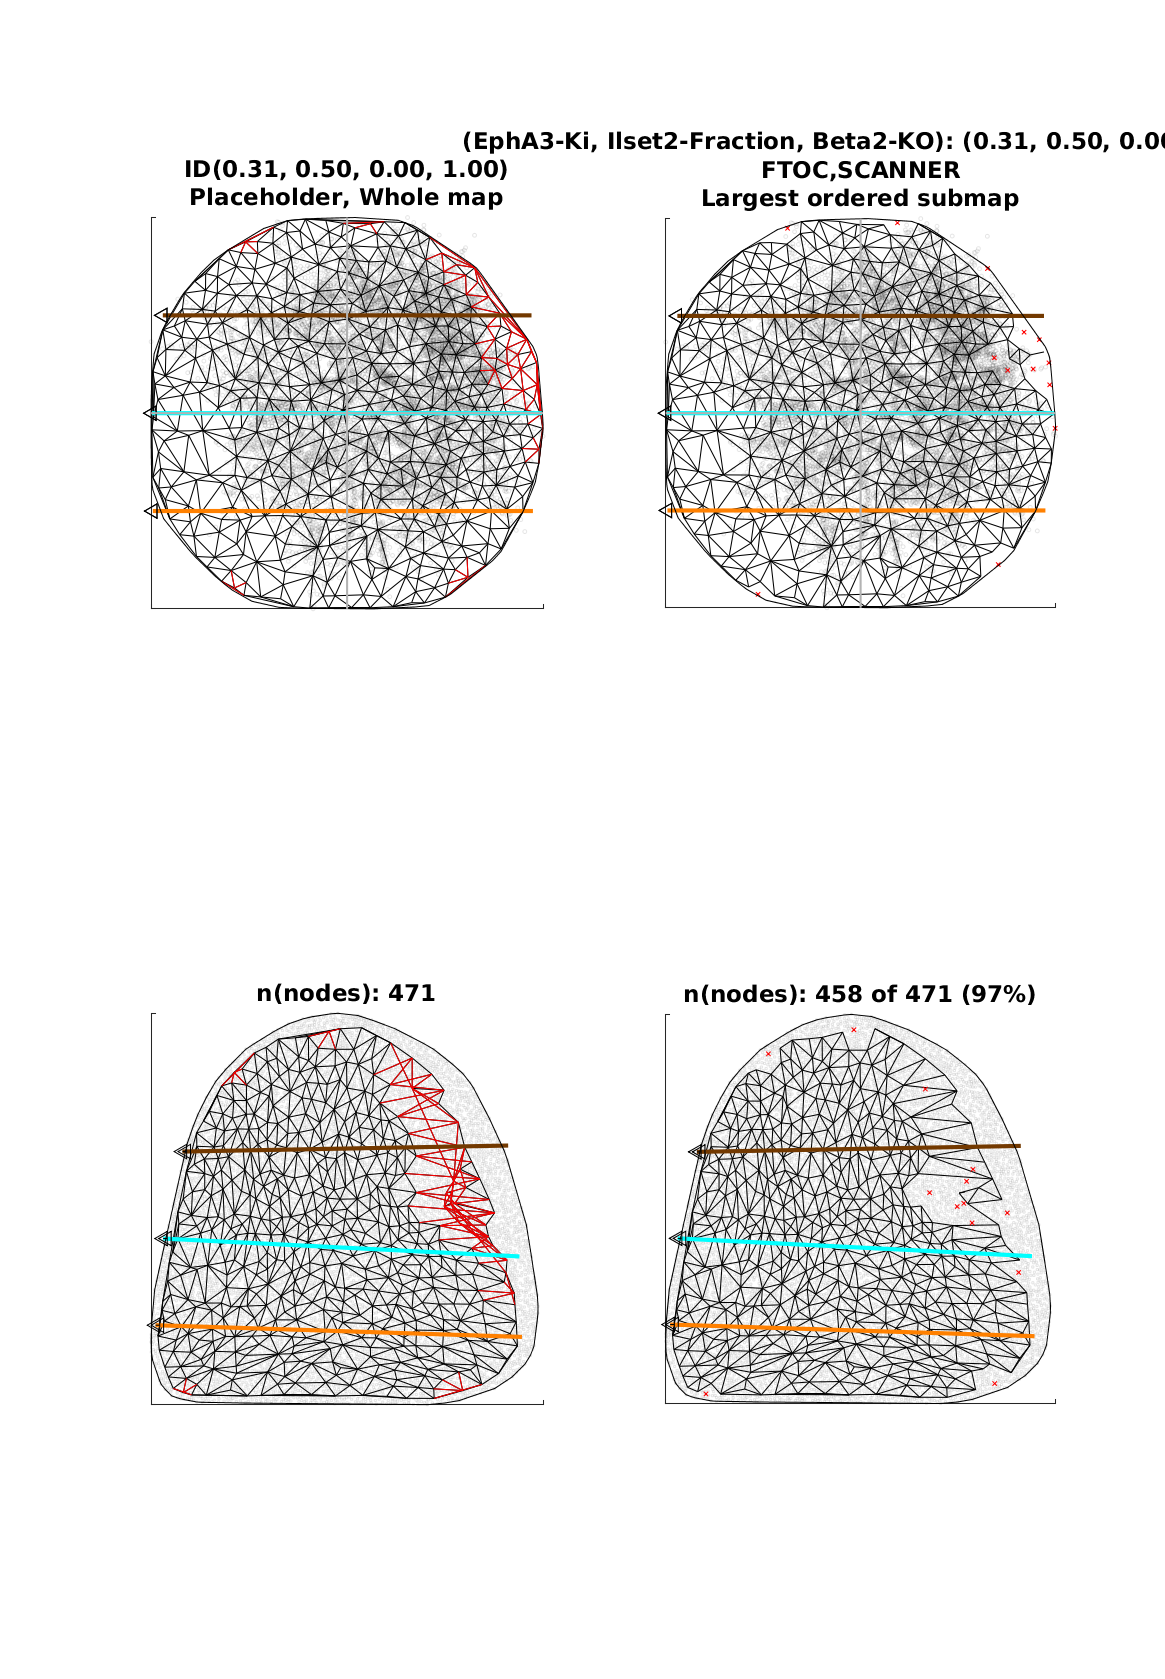 (EphA3-Ki, Ilset2-Fraction, Beta2-KO): (0.31, 0.50, 0.00
ID(0.31, 0.50, 0.00, 1.00)
Placeholder, Whole map
FTOC,SCANNER
Largest ordered submap
n(nodes): 471
n(nodes): 458 of 471 (97%)